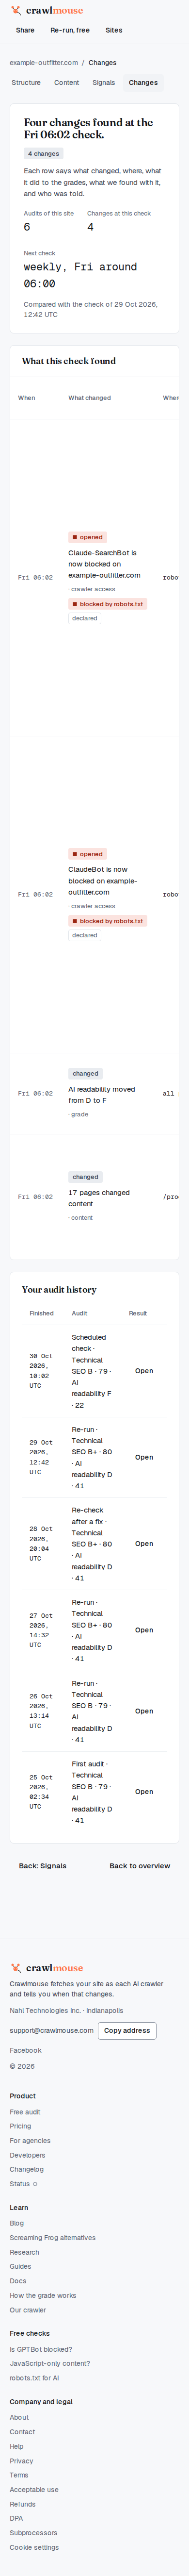 crawlmouse
Share Re-run, free Sites
example-outfitter.com / Changes
Structure Content Signals Changes
Four changes found at the
Fri 06:02 check.
4 changes
Each row says what changed, where, what
it did to the grades, what we found with it,
and who was told.
Audits of this site Changes at this check
6 4
Next check
weekly, Fri around
06:00
Compared with the check of 29 Oct 2026,
12:42 UTC
What this check found
When What changed Wher
Fri 06:02
opened
Claude-SearchBot is
now blocked on
example-outfitter.com
· crawler access
blocked by robots.txt
declared
robo
Fri 06:02
opened
ClaudeBot is now
blocked on example-
outfitter.com
· crawler access
blocked by robots.txt
declared
robo
Fri 06:02
changed
AI readability moved
from D to F
· grade
all
Fri 06:02
changed
17 pages changed
content
· content
/pro
Your audit history
Finished Audit Result
30 Oct
2026,
10:02
UTC
Scheduled
check ·
Technical
SEO B · 79 ·
AI
readability F
· 22
Open
29 Oct
2026,
12:42
UTC
Re-run ·
Technical
SEO B+ · 80
· AI
readability D
· 41
Open
28 Oct
2026,
20:04
UTC
Re-check
after a fix ·
Technical
SEO B+ · 80
· AI
readability D
· 41
Open
27 Oct
2026,
14:32
UTC
Re-run ·
Technical
SEO B+ · 80
· AI
readability D
· 41
Open
26 Oct
2026,
13:14
UTC
Re-run ·
Technical
SEO B · 79 ·
AI
readability D
· 41
Open
25 Oct
2026,
02:34
UTC
First audit ·
Technical
SEO B · 79 ·
AI
readability D
· 41
Open
Back: Signals Back to overview
crawlmouse
Crawlmouse fetches your site as each AI crawler
and tells you when that changes.
Nahl Technologies Inc. · Indianapolis
support@crawlmouse.com Copy address
Facebook
© 2026
Product
Free audit
Pricing
For agencies
Developers
Changelog
Status
Learn
Blog
Screaming Frog alternatives
Research
Guides
Docs
How the grade works
Our crawler
Free checks
Is GPTBot blocked?
JavaScript-only content?
robots.txt for AI
Company and legal
About
Contact
Help
Privacy
Terms
Acceptable use
Refunds
DPA
Subprocessors
Cookie settings